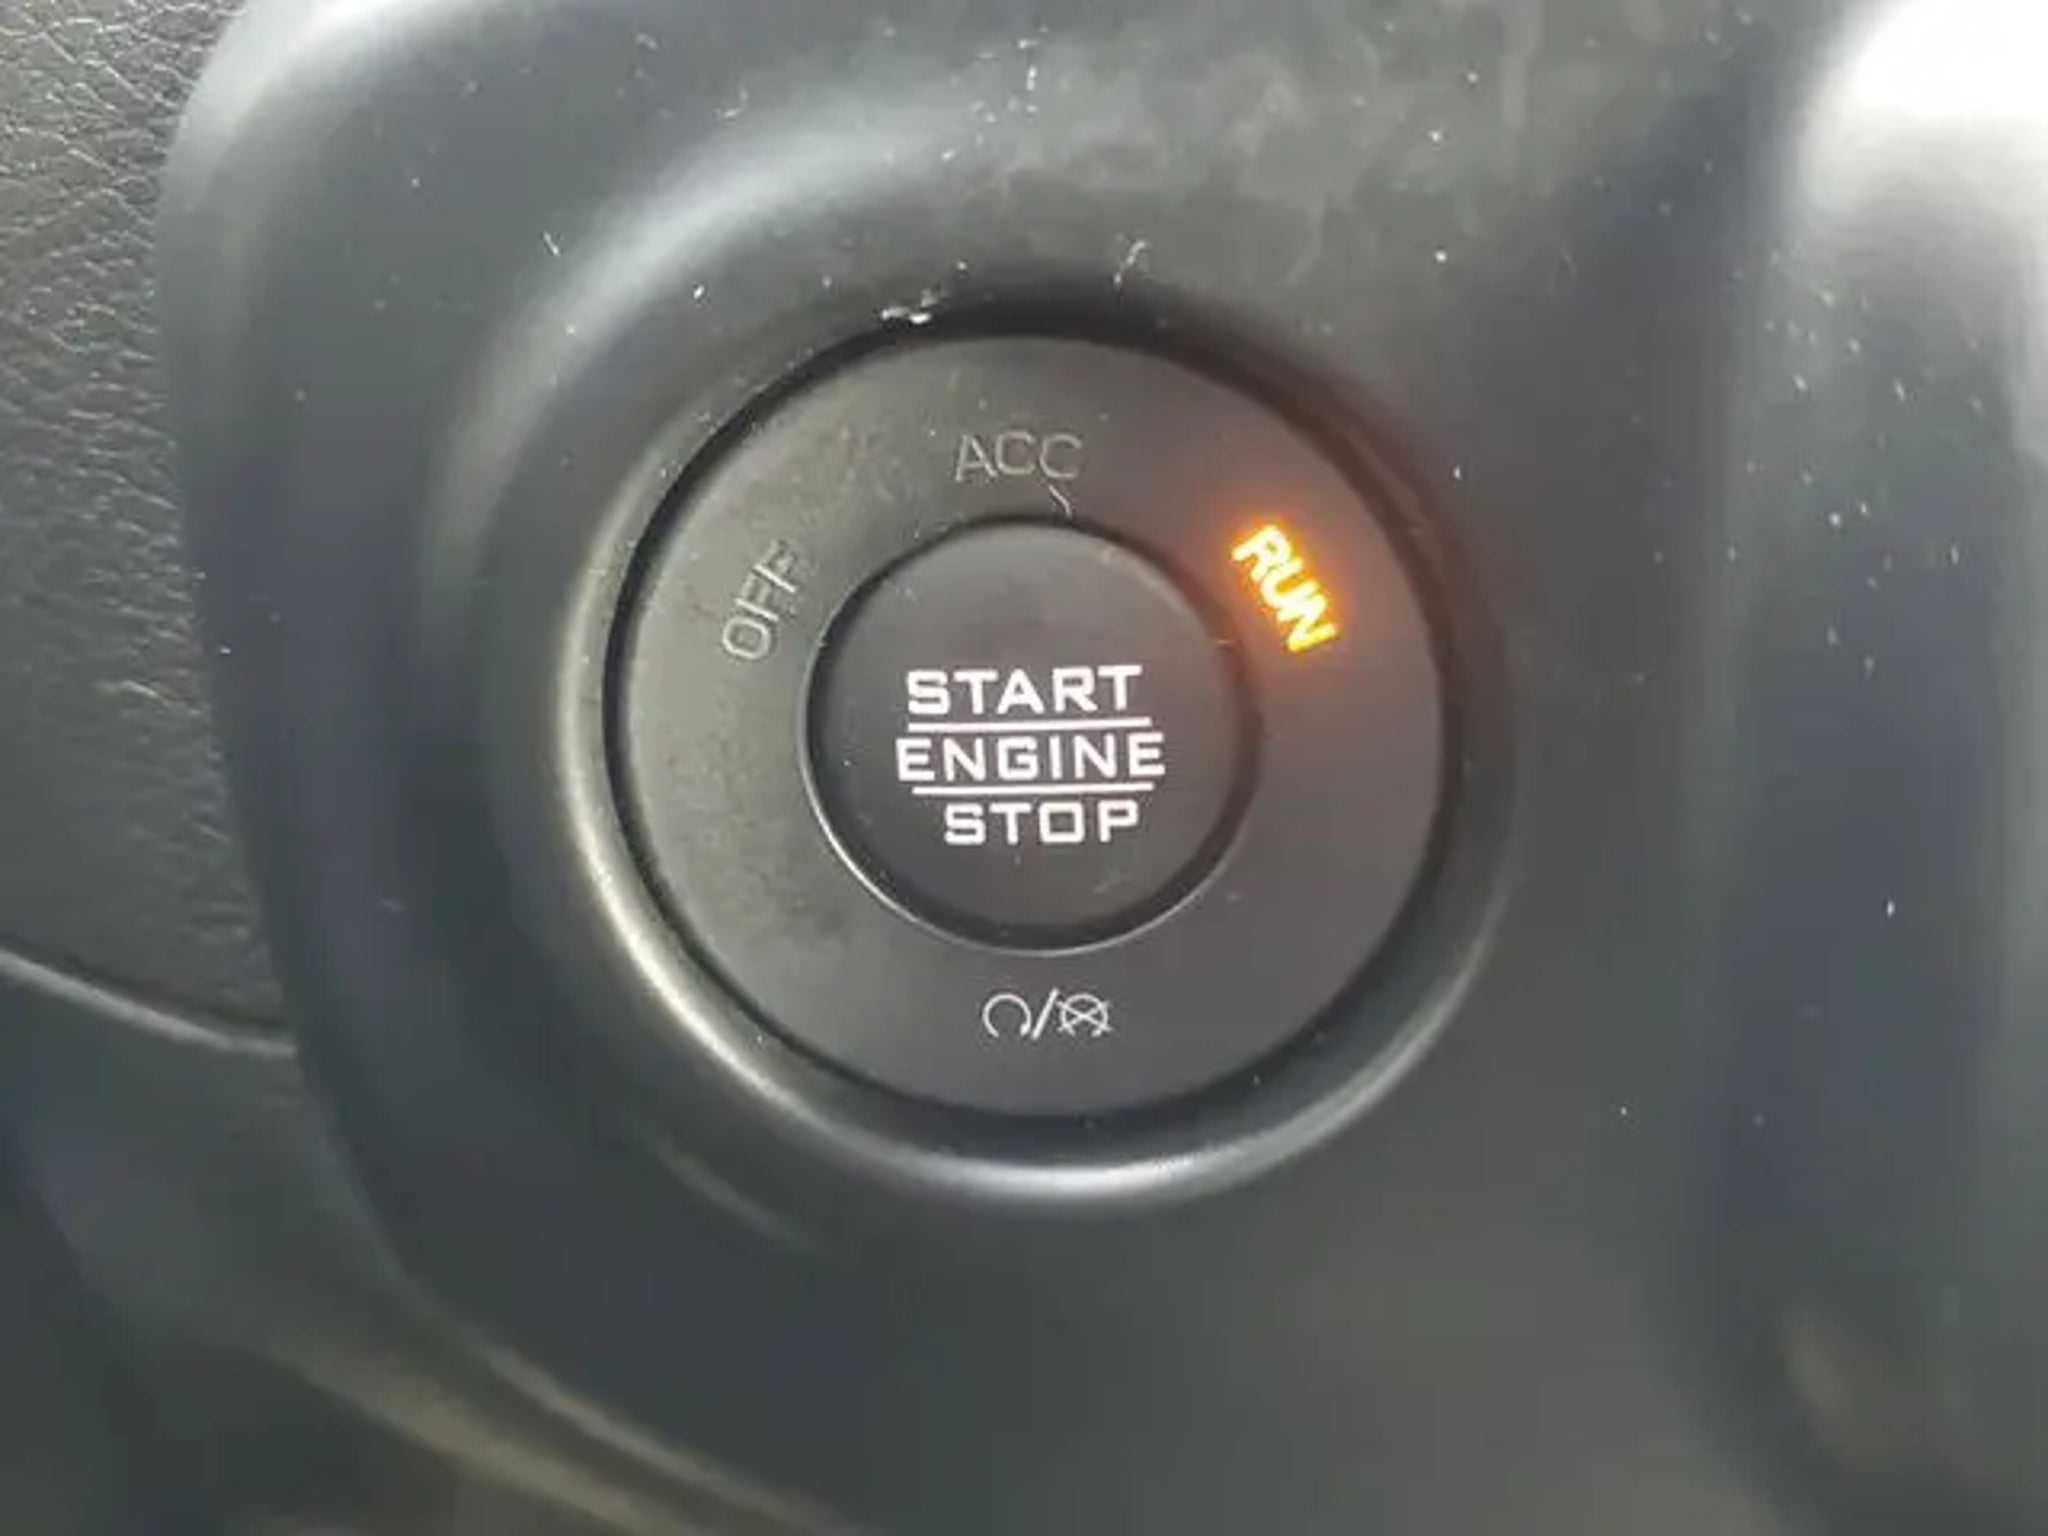 ACC
OFF
RUN
START
ENGINE
STOP